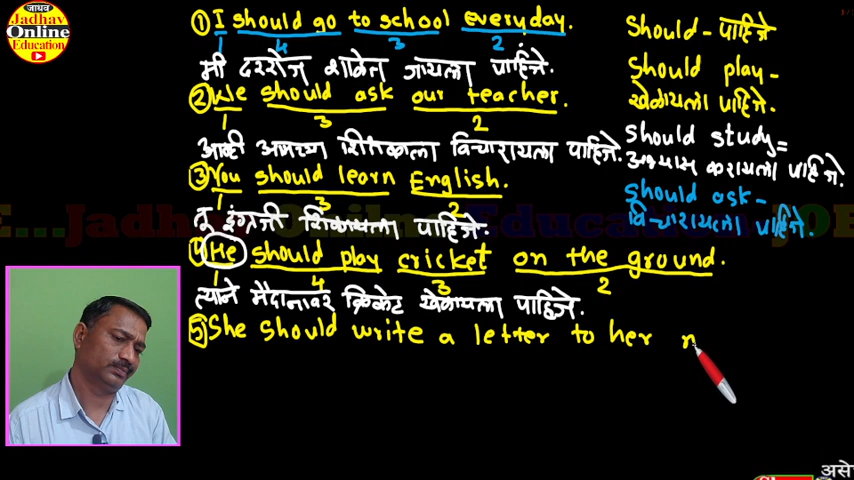 जाधव
Jadhav
Online
Education
① I should go to school everyday.
1 4 3 2
मी दररोज शाळेत जायला पाहिजे.
② We should ask our teacher.
1 3 2
आम्ही आमच्या शिक्षिकाला विचारायला पाहिजे.
③ You should learn English.
1 3 2
तू इंग्रजी शिकायला पाहिजे.
④ He should play cricket on the ground.
1 4 3 2
त्याने मैदानावर क्रिकेट खेळायला पाहिजे.
⑤ She should write a letter to her
Should - पाहिजे
Should play -
खेळायला पाहिजे.
Should study =
अभ्यास करायला पाहिजे.
Should ask -
विचारायला पाहिजे.
असे